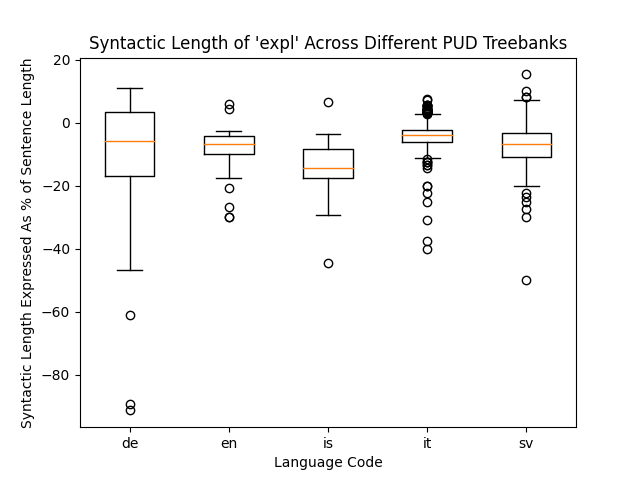 Syntactic Length of 'expl' Across Different PUD Treebanks
Syntactic Length Expressed As % of Sentence Length
20
0
−20
−40
−60
−80
de en is it sv
Language Code